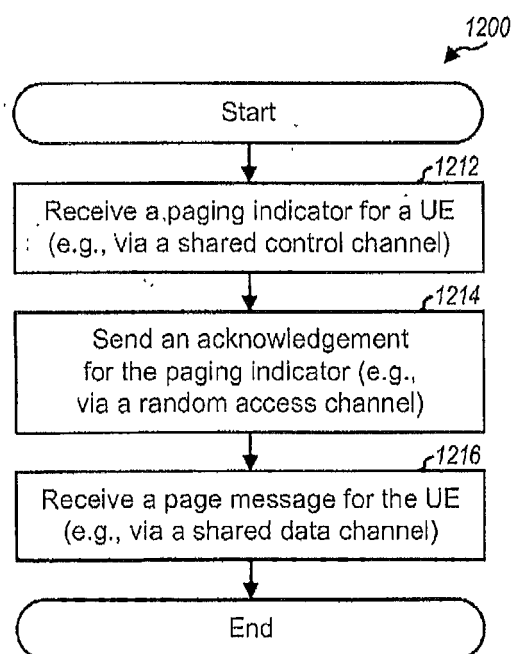 1200
Start
1212
Receive a paging indicator for a UE
(e.g., via a shared control channel)
1214
Send an acknowledgement
for the paging indicator (e.g.,
via a random access channel)
1216
Receive a page message for the UE
(e.g., via a shared data channel)
End